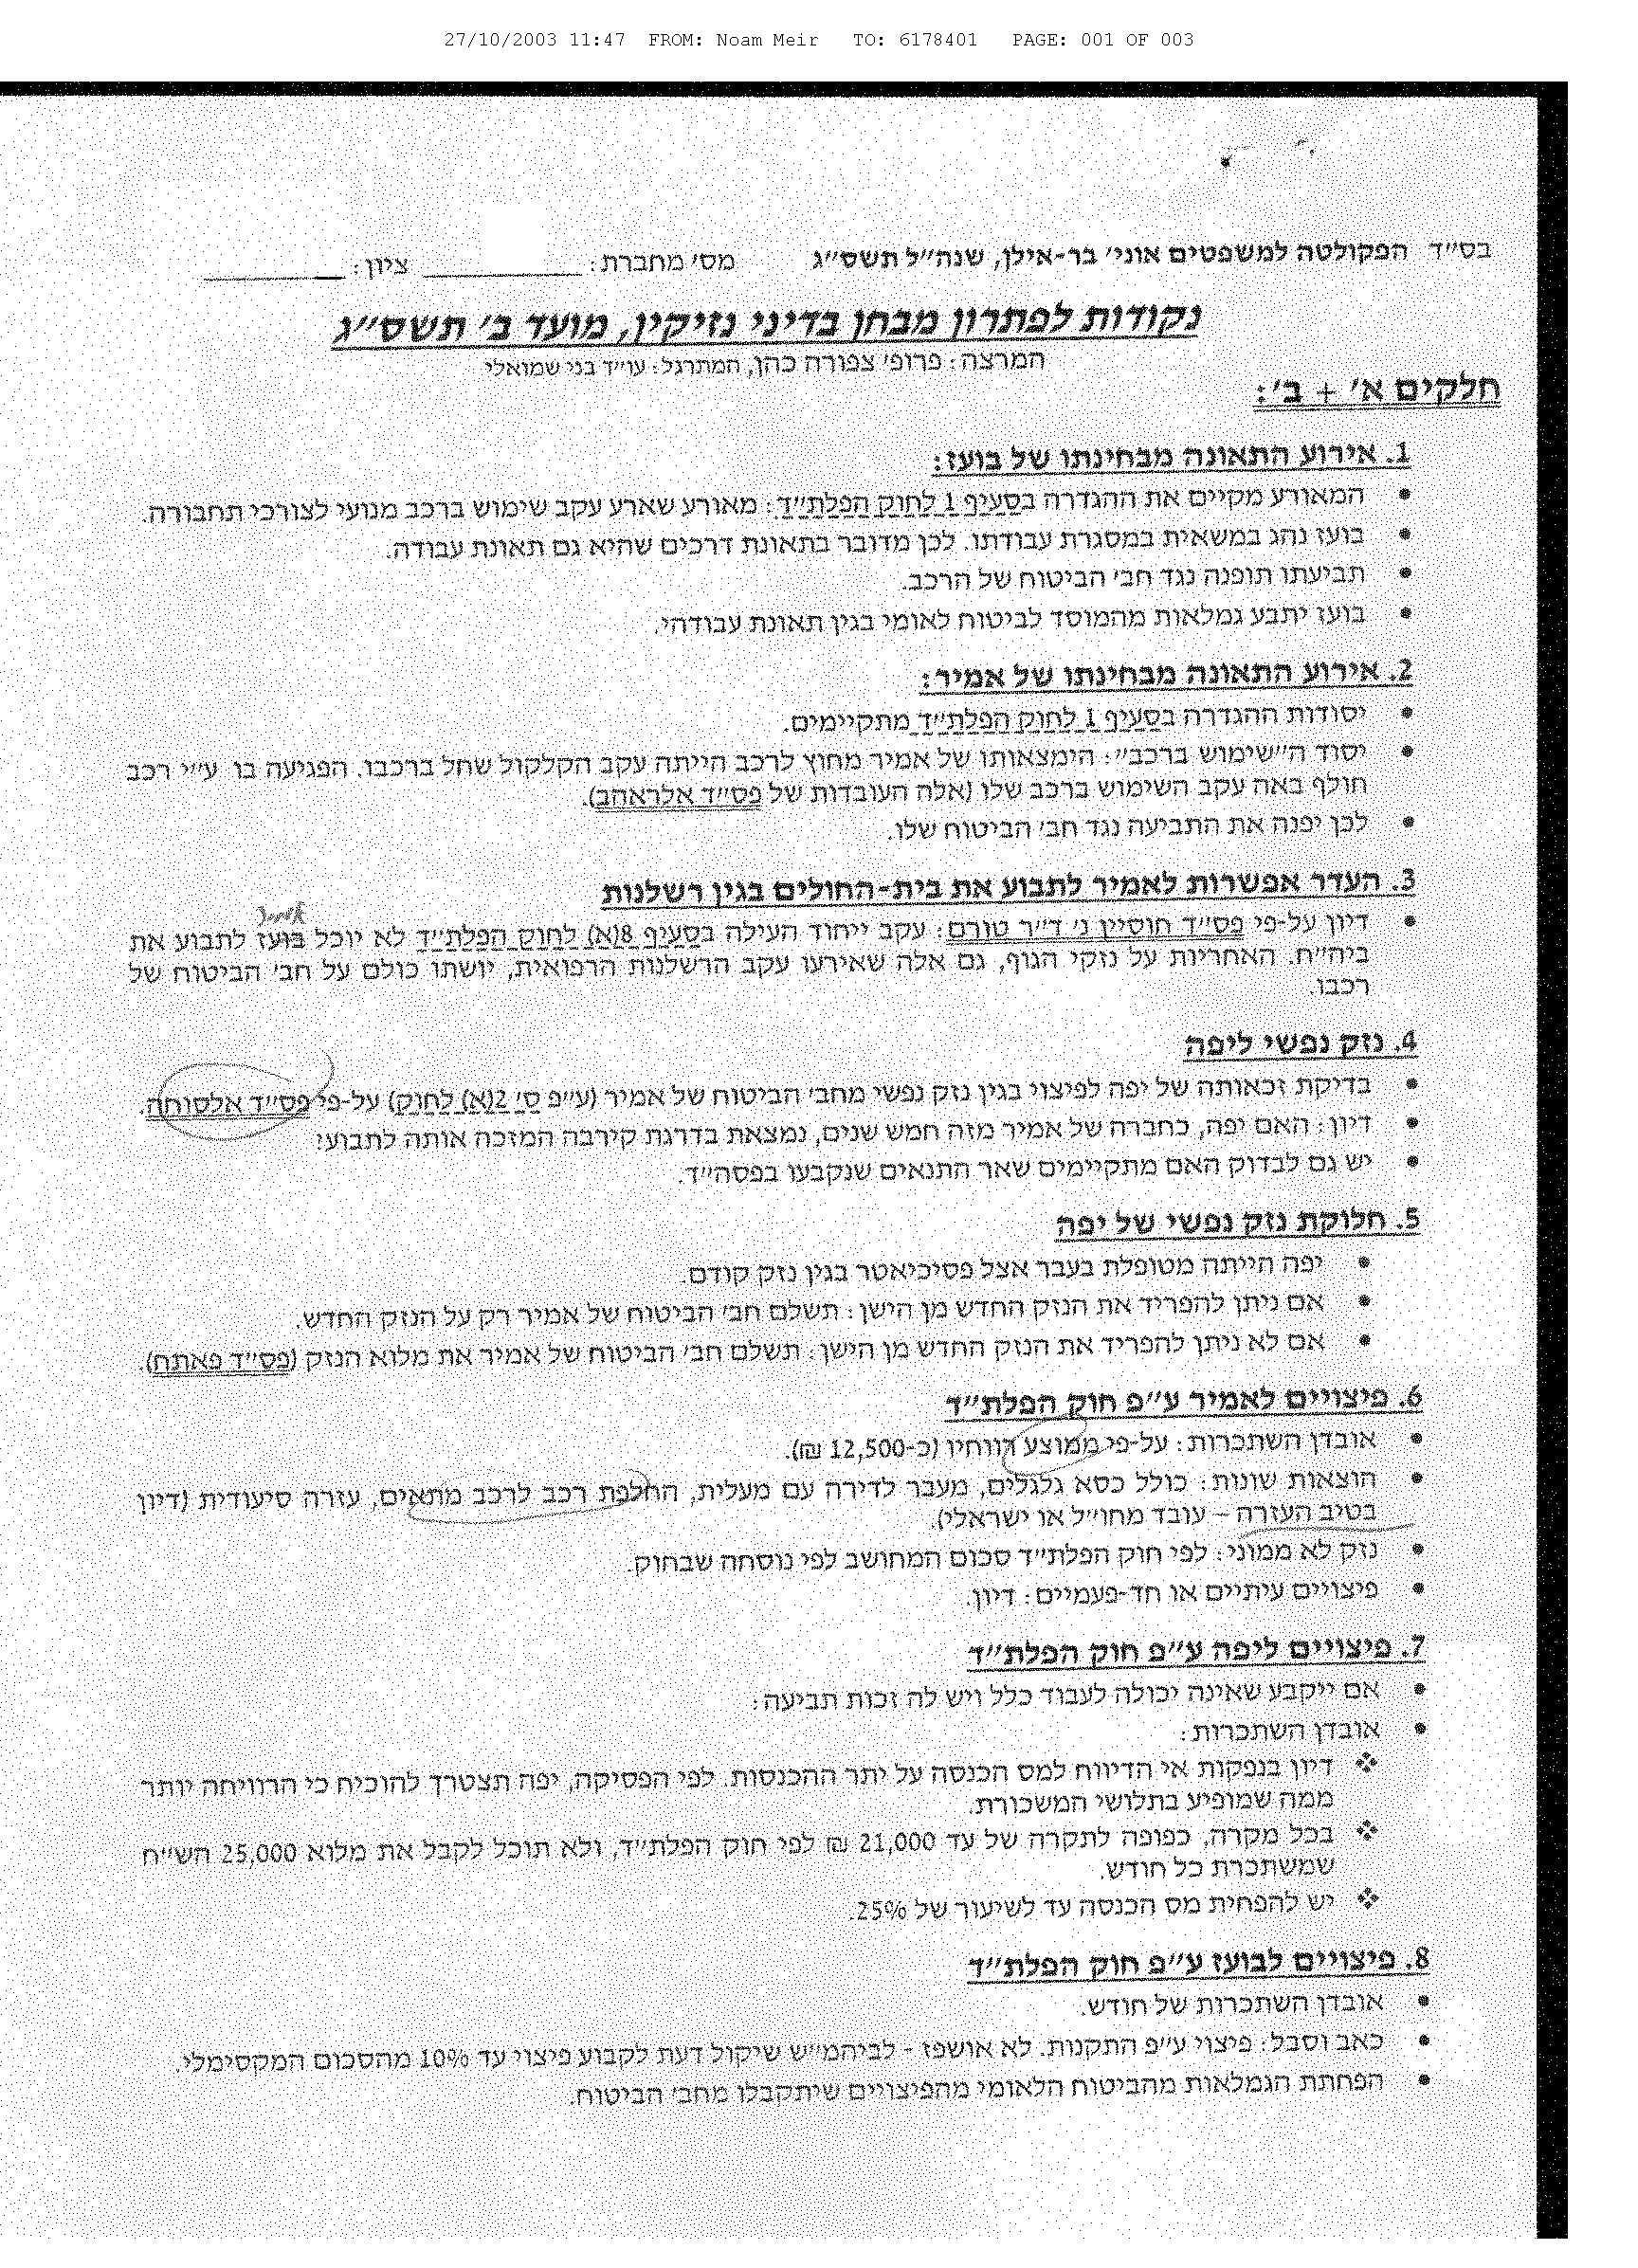 27/10/2003 11:47 FROM: Noam Meir TO: 6178401 PAGE: 001 OF 003
בס״ד הפקולטה למשפטים אוני׳ בר-אילן, שנה״ל תשס״ג מס׳ מחברת: ____________ ציון: __________
נקודות לפתרון מבחן בדיני נזיקין, מועד ב׳ תשס״ג
המרצה: פרופ׳ צפורה כהן, המתרגל: עו״ד בני שמואלי
חלקים א׳ + ב׳:
1. אירוע התאונה מבחינתו של בועז:
• המאורע מקיים את ההגדרה בסעיף 1 לחוק הפלת״ד: מאורע שארע עקב שימוש ברכב מנועי לצורכי תחבורה.
• בועז נהג במשאית במסגרת עבודתו. לכן מדובר בתאונת דרכים שהיא גם תאונת עבודה.
• תביעתו תופנה נגד חב׳ הביטוח של הרכב.
• בועז יתבע גמלאות מהמוסד לביטוח לאומי בגין תאונת עבודהי.
2. אירוע התאונה מבחינתו של אמיר:
• יסודות ההגדרה בסעיף 1 לחוק הפלת״ד מתקיימים.
• יסוד ה״שימוש ברכב״: הימצאותו של אמיר מחוץ לרכב הייתה עקב הקלקול שחל ברכבו. הפגיעה בו ע״י רכב
חולף באה עקב השימוש ברכב שלו (אלה העובדות של פס״ד אלראהב).
• לכן יפנה את התביעה נגד חב׳ הביטוח שלו.
3. העדר אפשרות לאמיר לתבוע את בית-החולים בגין רשלנות
אמיר
• דיון על-פי פס״ד חוסיין נ׳ ד״ר טורם: עקב ייחוד העילה בסעיף 8(א) לחוק הפלת״ד לא יוכל בועז לתבוע את
ביה״ח. האחריות על נזקי הגוף, גם אלה שאירעו עקב הרשלנות הרפואית, יושתו כולם על חב׳ הביטוח של
רכבו.
4. נזק נפשי ליפה
• בדיקת זכאותה של יפה לפיצוי בגין נזק נפשי מחב׳ הביטוח של אמיר (ע״פ ס׳ 2(א) לחוק) על-פי פס״ד אלסוחה.
• דיון: האם יפה, כחברה של אמיר מזה חמש שנים, נמצאת בדרגת קירבה המזכה אותה לתבוע?
• יש גם לבדוק האם מתקיימים שאר התנאים שנקבעו בפסה״ד.
5. חלוקת נזק נפשי של יפה
• יפה הייתה מטופלת בעבר אצל פסיכיאטר בגין נזק קודם.
• אם ניתן להפריד את הנזק החדש מן הישן: תשלם חב׳ הביטוח של אמיר רק על הנזק החדש.
• אם לא ניתן להפריד את הנזק החדש מן הישן: תשלם חב׳ הביטוח של אמיר את מלוא הנזק (פס״ד פאתח).
6. פיצויים לאמיר ע״פ חוק הפלת״ד
• אובדן השתכרות: על-פי ממוצע רווחיו (כ-12,500 ₪).
• הוצאות שונות: כולל כסא גלגלים, מעבר לדירה עם מעלית, החלפת רכב לרכב מתאים, עזרה סיעודית (דיון
בטיב העזרה – עובד מחו״ל או ישראלי).
• נזק לא ממוני: לפי חוק הפלת״ד סכום המחושב לפי נוסחה שבחוק.
• פיצויים עיתיים או חד-פעמיים: דיון.
7. פיצויים ליפה ע״פ חוק הפלת״ד
• אם ייקבע שאינה יכולה לעבוד כלל ויש לה זכות תביעה:
• אובדן השתכרות:
❖ דיון בנפקות אי הדיווח למס הכנסה על יתר ההכנסות. לפי הפסיקה, יפה תצטרך להוכיח כי הרוויחה יותר
ממה שמופיע בתלושי המשכורת.
❖ בכל מקרה, כפופה לתקרה של עד 21,000 ₪ לפי חוק הפלת״ד, ולא תוכל לקבל את מלוא 25,000 הש״ח
שמשתכרת כל חודש.
❖ יש להפחית מס הכנסה עד לשיעור של 25%.
8. פיצויים לבועז ע״פ חוק הפלת״ד
• אובדן השתכרות של חודש.
• כאב וסבל: פיצוי ע״פ התקנות. לא אושפז - לביהמ״ש שיקול דעת לקבוע פיצוי עד 10% מהסכום המקסימלי.
• הפחתת הגמלאות מהביטוח הלאומי מהפיצויים שיתקבלו מחב׳ הביטוח.